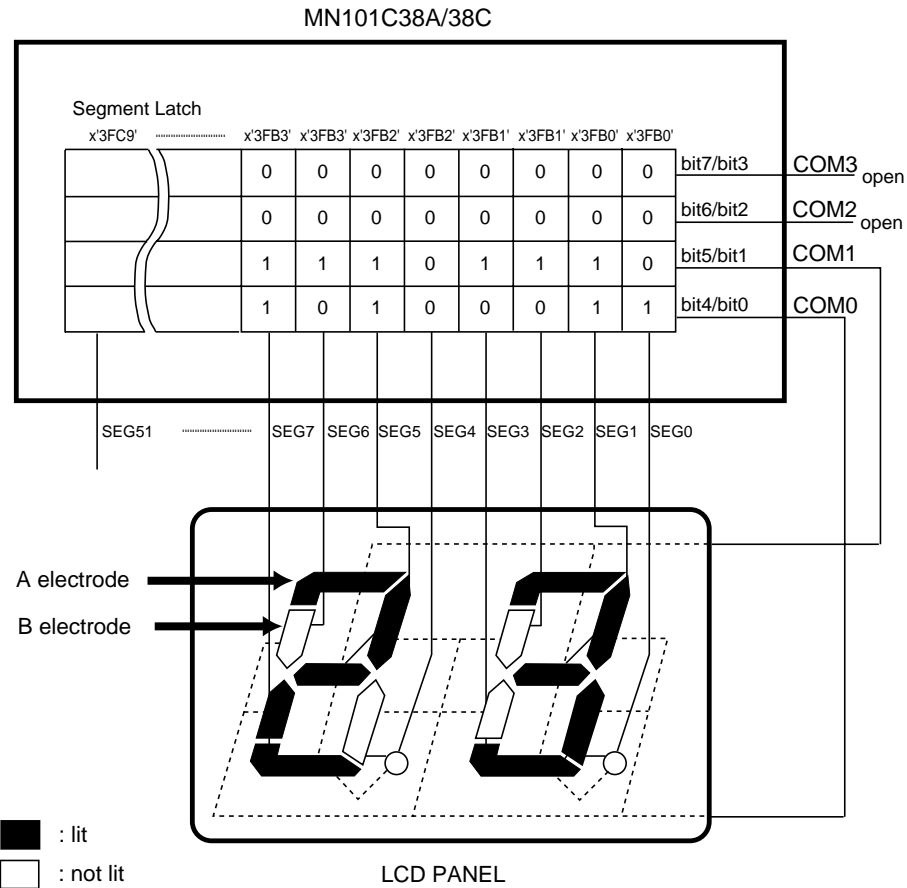 MN101C38A/38C
Segment Latch
x'3FC9' x'3FB3' x'3FB3' x'3FB2' x'3FB2' x'3FB1' x'3FB1' x'3FB0' x'3FB0'
0 0 0 0 0 0 0 0 bit7/bit3 COM3 open
0 0 0 0 0 0 0 0 bit6/bit2 COM2 open
1 1 1 0 1 1 1 0 bit5/bit1 COM1
1 0 1 0 0 0 1 1 bit4/bit0 COM0
SEG51 SEG7 SEG6 SEG5 SEG4 SEG3 SEG2 SEG1 SEG0
A electrode
B electrode
: lit
: not lit
LCD PANEL